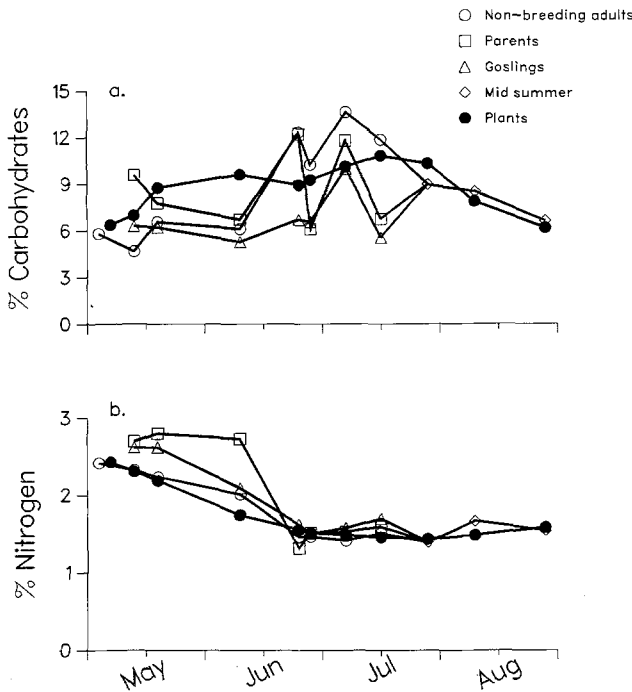 Non-breeding adults
Parents
Goslings
Mid summer
Plants
a.
15
12
9
6
3
0
% Carbohydrates
b.
3
2
1
0
% Nitrogen
May
Jun
Jul
Aug